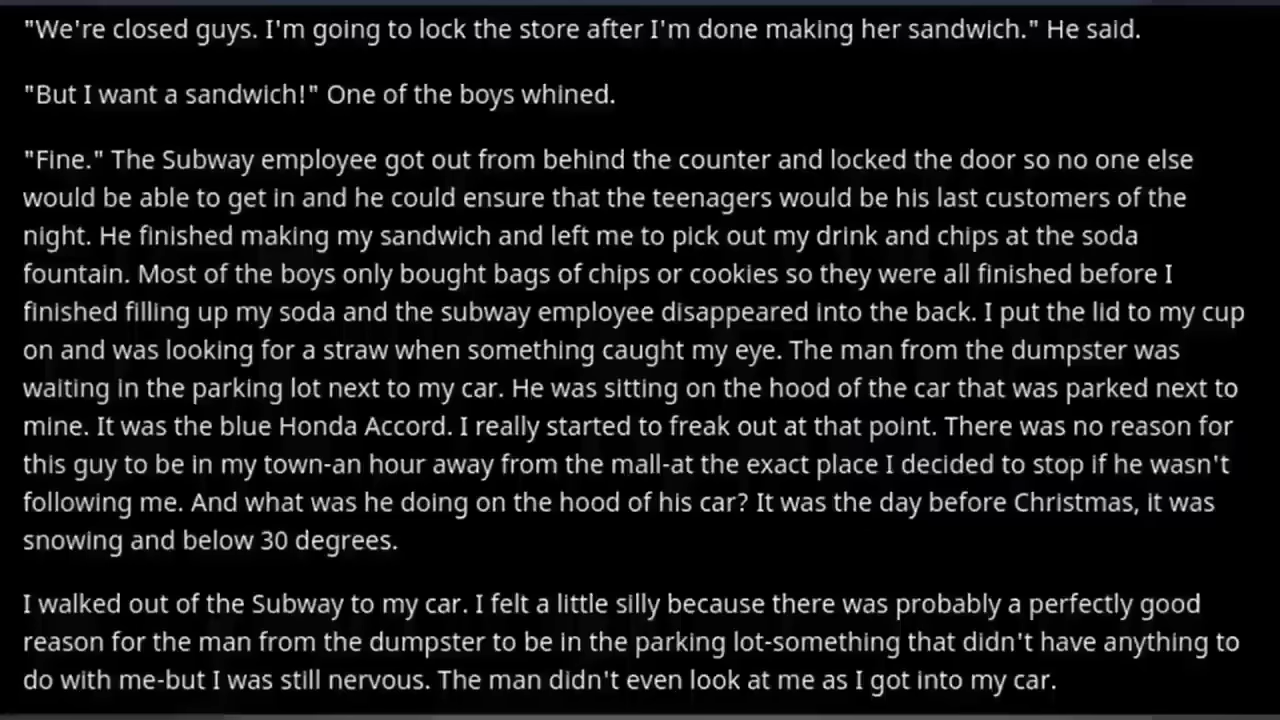 "We're closed guys. I'm going to lock the store after I'm done making her sandwich." He said.
"But I want a sandwich!" One of the boys whined.
"Fine." The Subway employee got out from behind the counter and locked the door so no one else
would be able to get in and he could ensure that the teenagers would be his last customers of the
night. He finished making my sandwich and left me to pick out my drink and chips at the soda
fountain. Most of the boys only bought bags of chips or cookies so they were all finished before I
finished filling up my soda and the subway employee disappeared into the back. I put the lid to my cup
on and was looking for a straw when something caught my eye. The man from the dumpster was
waiting in the parking lot next to my car. He was sitting on the hood of the car that was parked next to
mine. It was the blue Honda Accord. I really started to freak out at that point. There was no reason for
this guy to be in my town-an hour away from the mall-at the exact place I decided to stop if he wasn't
following me. And what was he doing on the hood of his car? It was the day before Christmas, it was
snowing and below 30 degrees.
I walked out of the Subway to my car. I felt a little silly because there was probably a perfectly good
reason for the man from the dumpster to be in the parking lot-something that didn't have anything to
do with me-but I was still nervous. The man didn't even look at me as I got into my car.